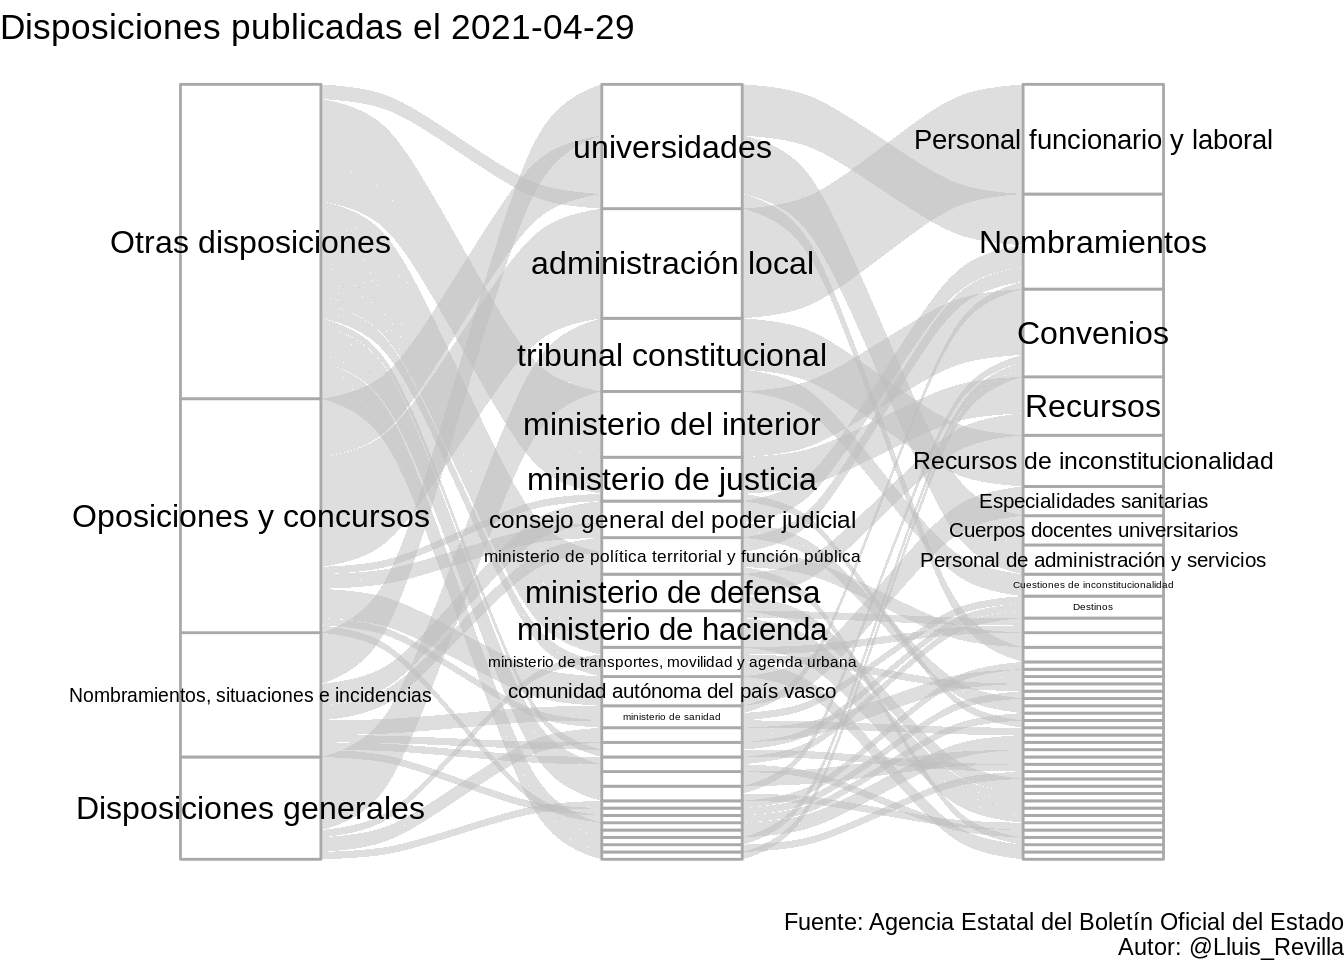 Disposiciones publicadas el 2021-04-29
Otras disposiciones
Oposiciones y concursos
Nombramientos, situaciones e incidencias
Disposiciones generales
universidades
administración local
tribunal constitucional
ministerio del interior
ministerio de justicia
consejo general del poder judicial
ministerio de política territorial y función pública
ministerio de defensa
ministerio de hacienda
ministerio de transportes, movilidad y agenda urbana
comunidad autónoma del país vasco
ministerio de sanidad
Personal funcionario y laboral
Nombramientos
Convenios
Recursos
Recursos de inconstitucionalidad
Especialidades sanitarias
Cuerpos docentes universitarios
Personal de administración y servicios
Cuestiones de inconstitucionalidad
Destinos
Fuente: Agencia Estatal del Boletín Oficial del Estado
Autor: @Lluis_Revilla